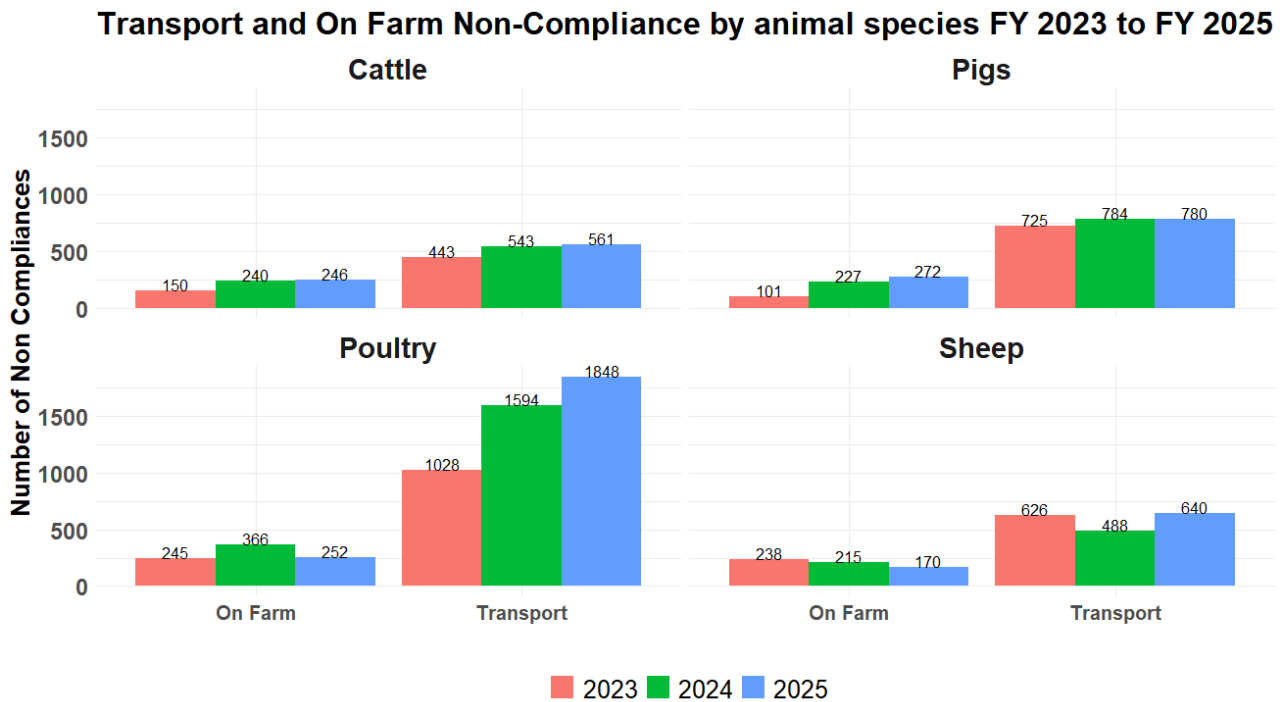 Transport and On Farm Non-Compliance by animal species FY 2023 to FY 2025
Cattle
Pigs
Number of Non Compliances
1500
1000
500
0
150
240
246
443
543
561
101
227
272
725
784
780
Poultry
Sheep
1500
1000
500
0
245
366
252
1028
1594
1848
238
215
170
626
488
640
On Farm
Transport
On Farm
Transport
2023 2024 2025